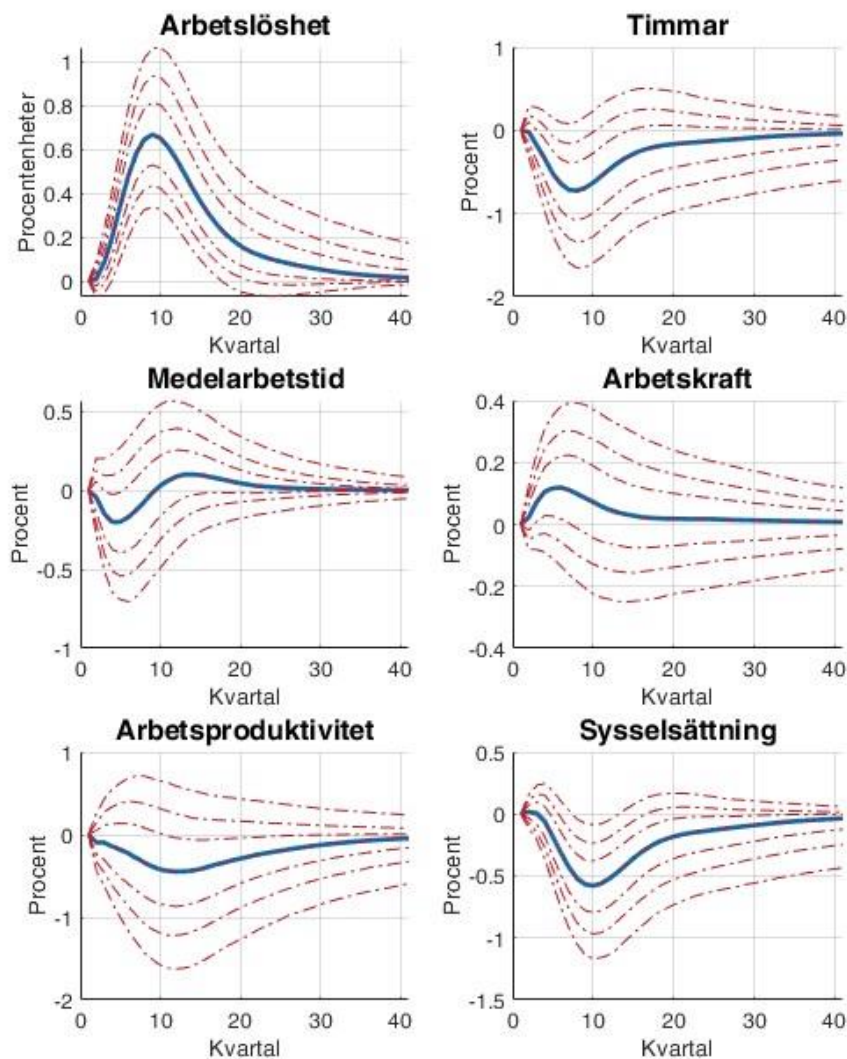 Arbetslöshet
Procentenheter
1
0.8
0.6
0.4
0.2
0
0 10 20 30 40
Kvartal
Timmar
Procent
1
0
-1
-2
0 10 20 30 40
Kvartal
Medelarbetstid
Procent
0.5
0
-0.5
-1
0 10 20 30 40
Kvartal
Arbetskraft
Procent
0.4
0.2
0
-0.2
-0.4
0 10 20 30 40
Kvartal
Arbetsproduktivitet
Procent
1
0
-1
-2
0 10 20 30 40
Kvartal
Sysselsättning
Procent
0.5
0
-0.5
-1
-1.5
0 10 20 30 40
Kvartal